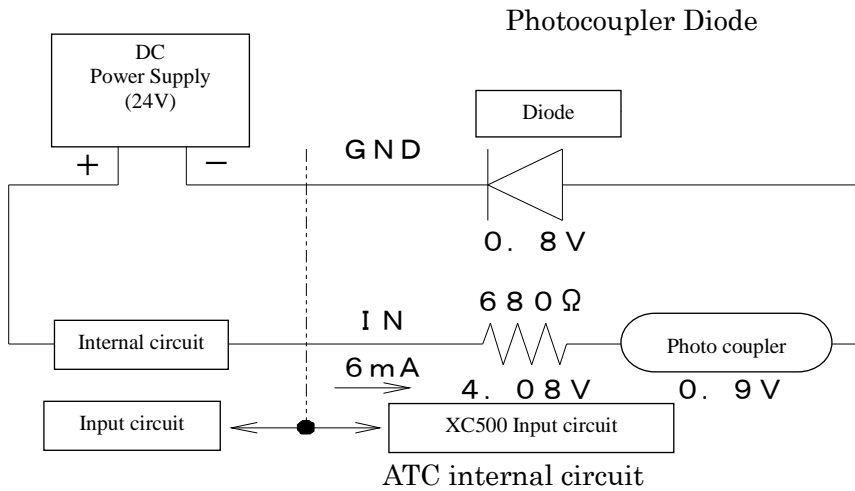 Photocoupler Diode
DC
Power Supply
(24V)
Diode
+
−
GND
0. 8V
680Ω
IN
Internal circuit
Photo coupler
6mA
4. 08V
0. 9V
Input circuit
XC500 Input circuit
ATC internal circuit